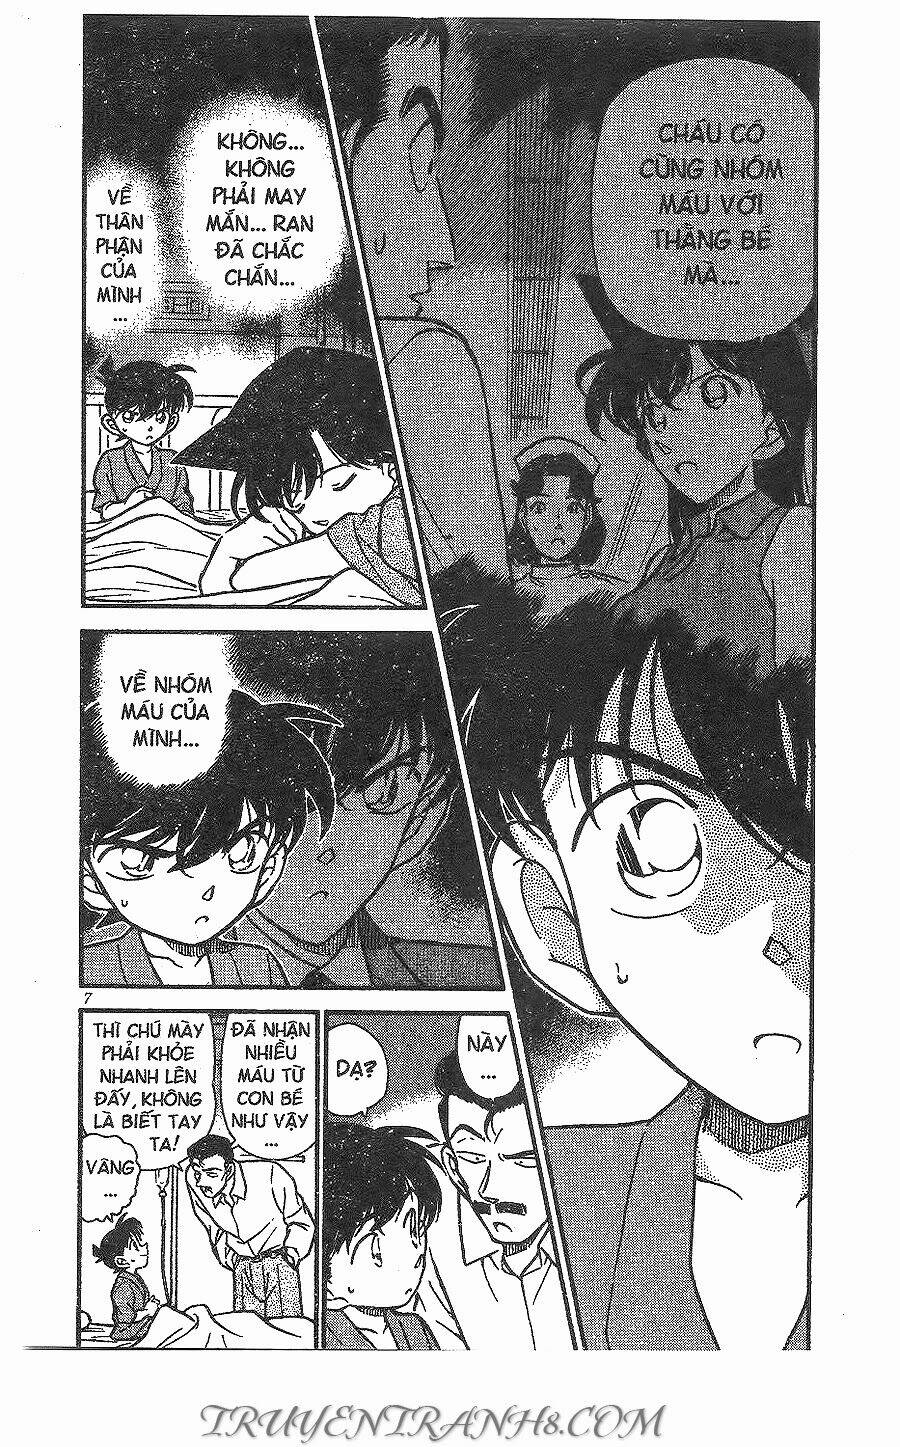 CHÁU CÓ
CÙNG NHÓM
MÁU VỚI
THẰNG BÉ
MÀ...
KHÔNG...
KHÔNG
PHẢI MAY
MẮN... RAN
ĐÃ CHẮC
CHẮN...
VỀ
THÂN
PHẬN
CỦA
MÌNH
...
VỀ NHÓM
MÁU CỦA
MÌNH...
7
NÀY
...
DẠ?
ĐÃ NHẬN
NHIỀU
MÁU TỪ
CON BÉ
NHƯ VẬY
...
THÌ CHÚ MÀY
PHẢI KHỎE
NHANH LÊN
ĐẤY, KHÔNG
LÀ BIẾT TAY
TA!
VÂNG
...
TRUYENTRANH8.COM